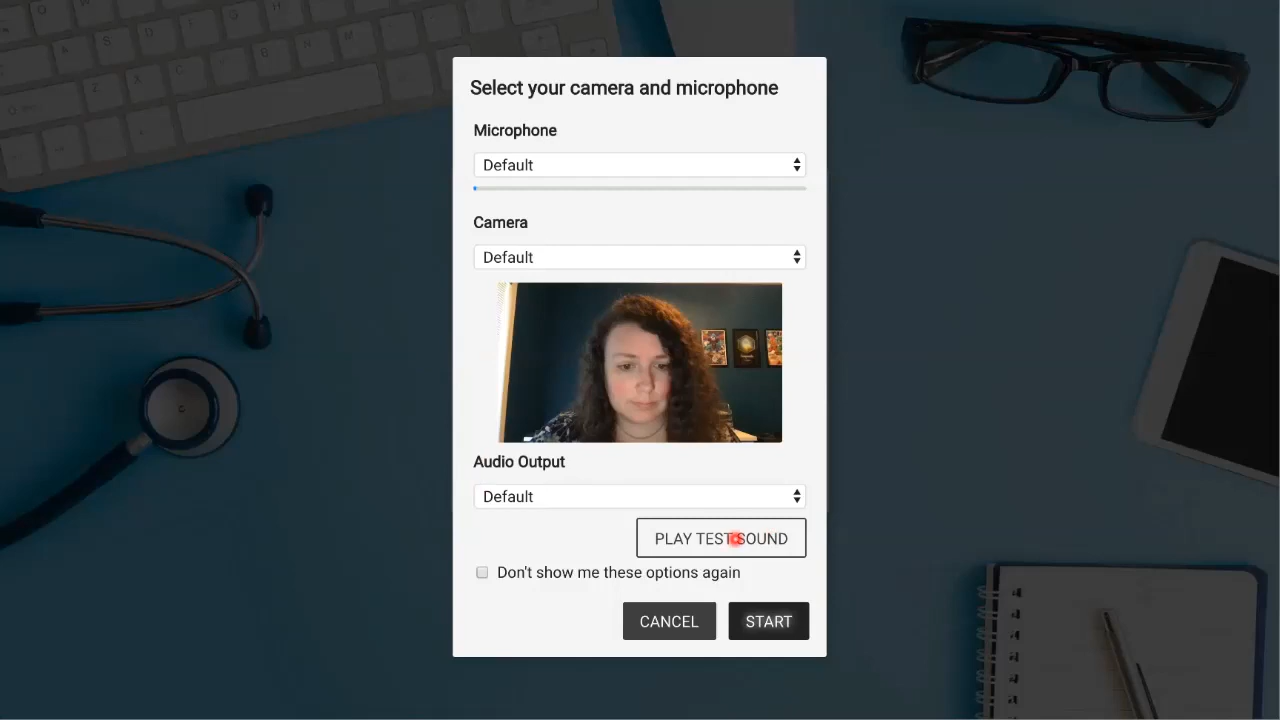 Select your camera and microphone
Microphone
Default
Camera
Default
Audio Output
Default
PLAY TEST SOUND
Don't show me these options again
CANCEL START